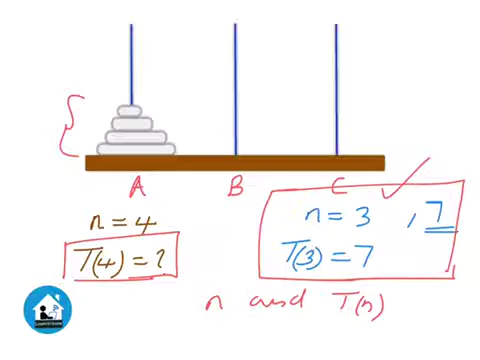 A B C
n = 4
T(4) = ?
n = 3 , 7
T(3) = 7
n and T(n)